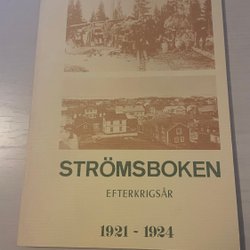 STRÖMSBOKEN
EFTERKRIGSÅR
1921 - 1924